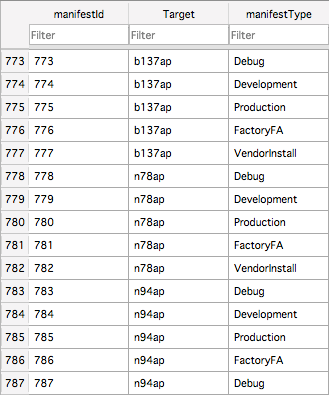 manifestId Target manifestType
Filter Filter Filter
773 773 b137ap Debug
774 774 b137ap Development
775 775 b137ap Production
776 776 b137ap FactoryFA
777 777 b137ap VendorInstall
778 778 n78ap Debug
779 779 n78ap Development
780 780 n78ap Production
781 781 n78ap FactoryFA
782 782 n78ap VendorInstall
783 783 n94ap Debug
784 784 n94ap Development
785 785 n94ap Production
786 786 n94ap FactoryFA
787 787 n94ap Debug